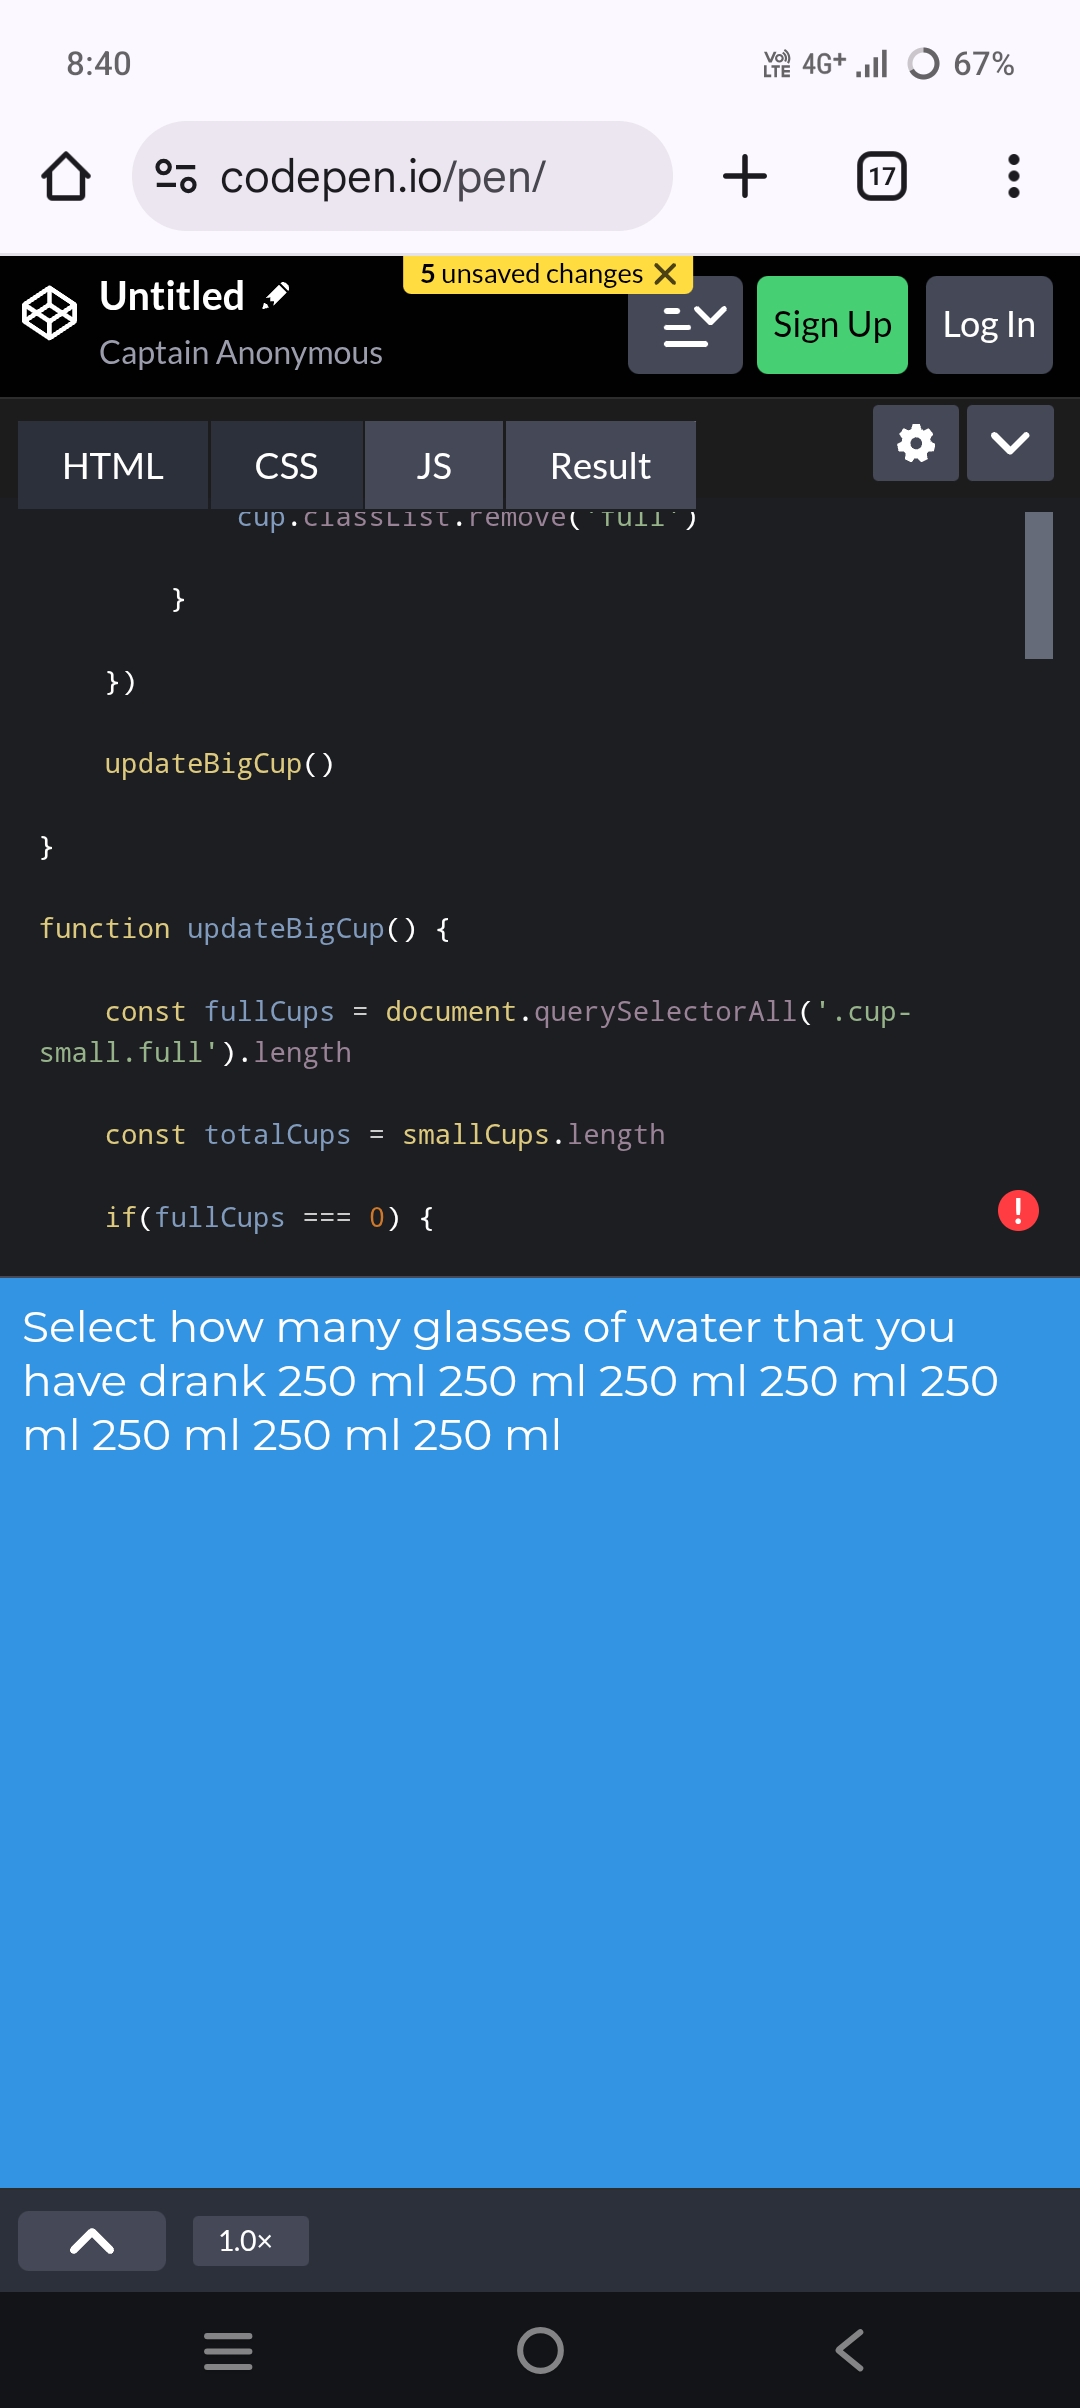 8:40 VoLTE 4G+ 67%
codepen.io/pen/ 17
5 unsaved changes
Untitled
Captain Anonymous
Sign Up Log In
HTML CSS JS Result
cup.classList.remove('full')
}
})
updateBigCup()
}
function updateBigCup() {
const fullCups = document.querySelectorAll('.cup-
small.full').length
const totalCups = smallCups.length
if(fullCups === 0) {
!
Select how many glasses of water that you
have drank 250 ml 250 ml 250 ml 250 ml 250
ml 250 ml 250 ml 250 ml
1.0×